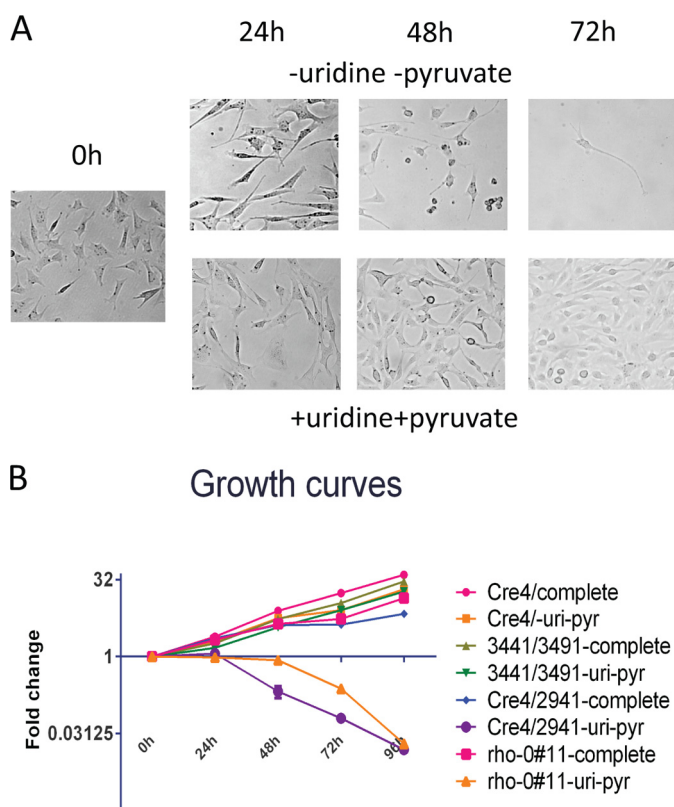 A
24h 48h 72h
-uridine -pyruvate
0h
+uridine+pyruvate
B
Growth curves
32
1
0.03125
Fold change
0h 24h 48h 72h 96h
Cre4/complete
Cre4/-uri-pyr
3441/3491-complete
3441/3491-uri-pyr
Cre4/2941-complete
Cre4/2941-uri-pyr
rho-0#11-complete
rho-0#11-uri-pyr